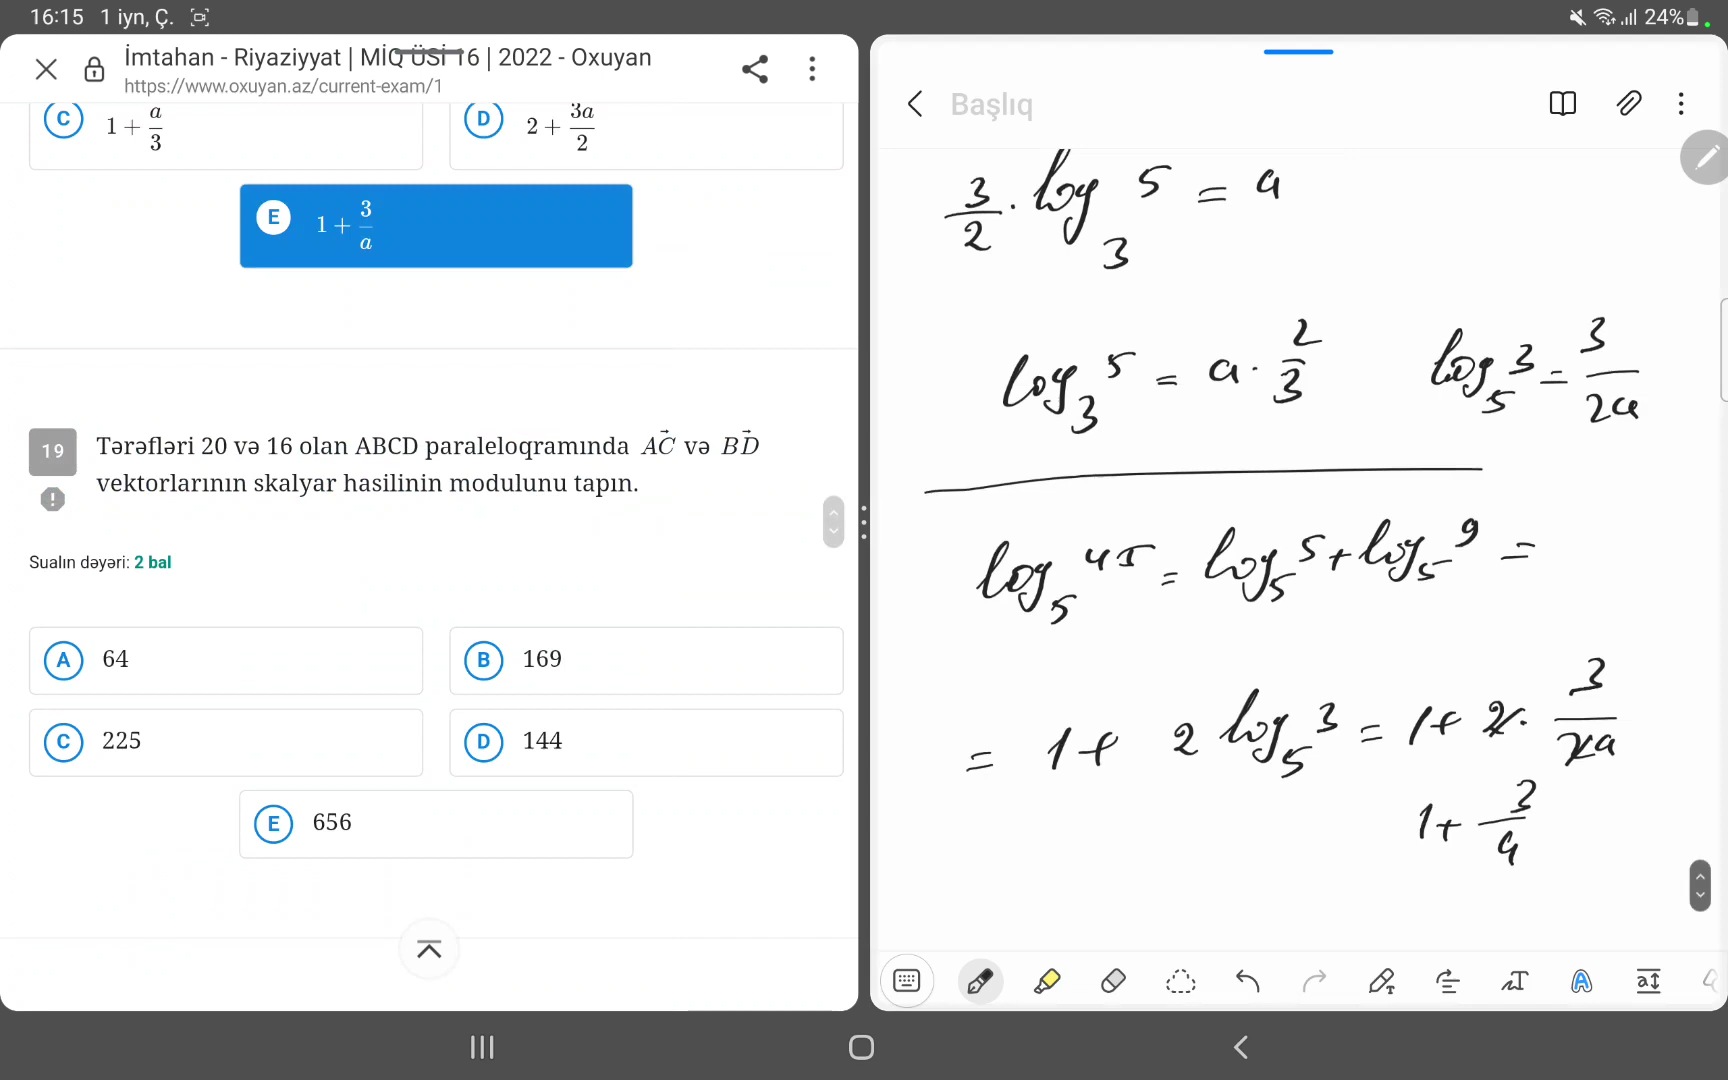 16:15 1 iyn, Ç. 24%
İmtahan - Riyaziyyat | MİQ ÜSİ 16 | 2022 - Oxuyan
https://www.oxuyan.az/current-exam/1
C 1 + a/3
D 2 + 3a/2
E 1 + 3/a
19 Tərəfləri 20 və 16 olan ABCD paraleloqramında AC⃗ və BD⃗
vektorlarının skalyar hasilinin modulunu tapın.
Sualın dəyəri: 2 bal
A 64
B 169
C 225
D 144
E 656
Başlıq
3/2 · log₃ 5 = a
log₃ 5 = a · 2/3 log₅ 3 = 3/2a
log₅ 45 = log₅ 5 + log₅ 9 =
= 1 + 2 log₅ 3 = 1 + 2 · 3/2a
1 + 3/a